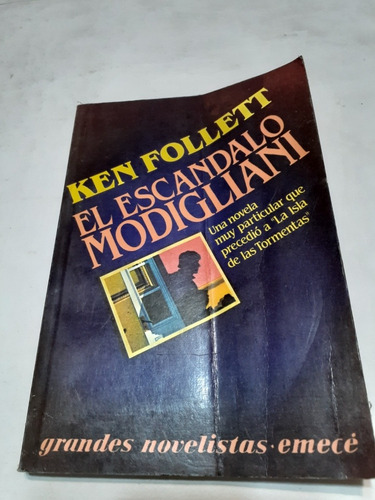 KEN FOLLETT
EL ESCANDALO
MODIGLIANI
Una novela
muy particular que
precedió a "La Isla
de las Tormentas"
grandes novelistas · emecé